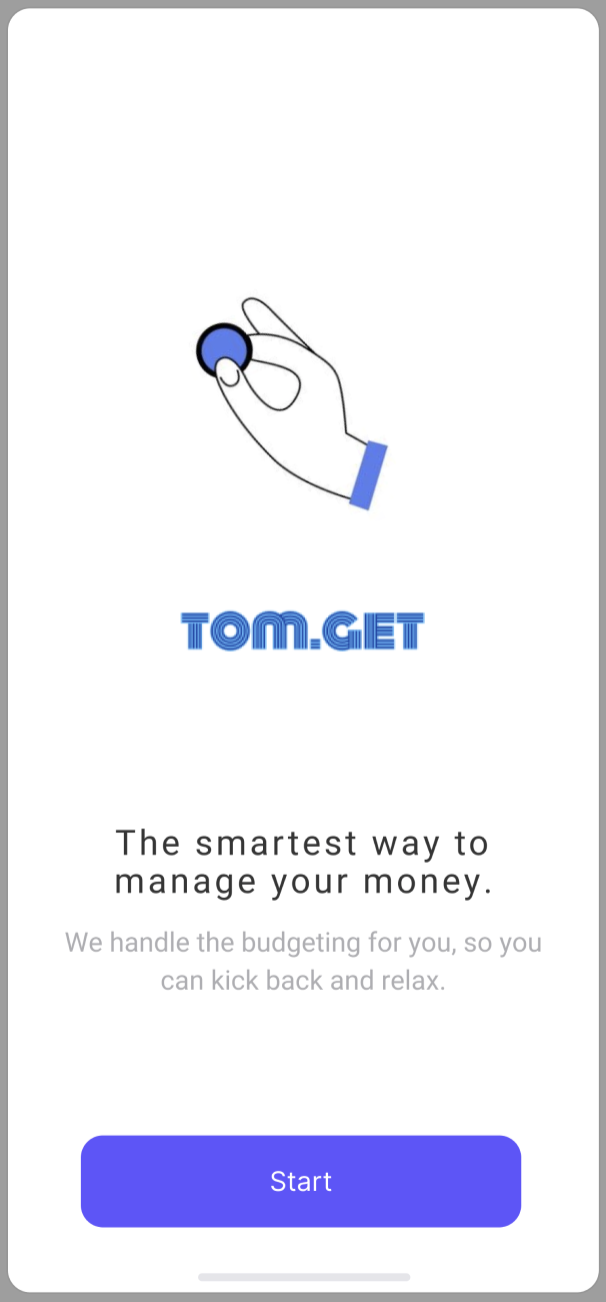 TOM.GET
The smartest way to
manage your money.
We handle the budgeting for you, so you
can kick back and relax.
Start